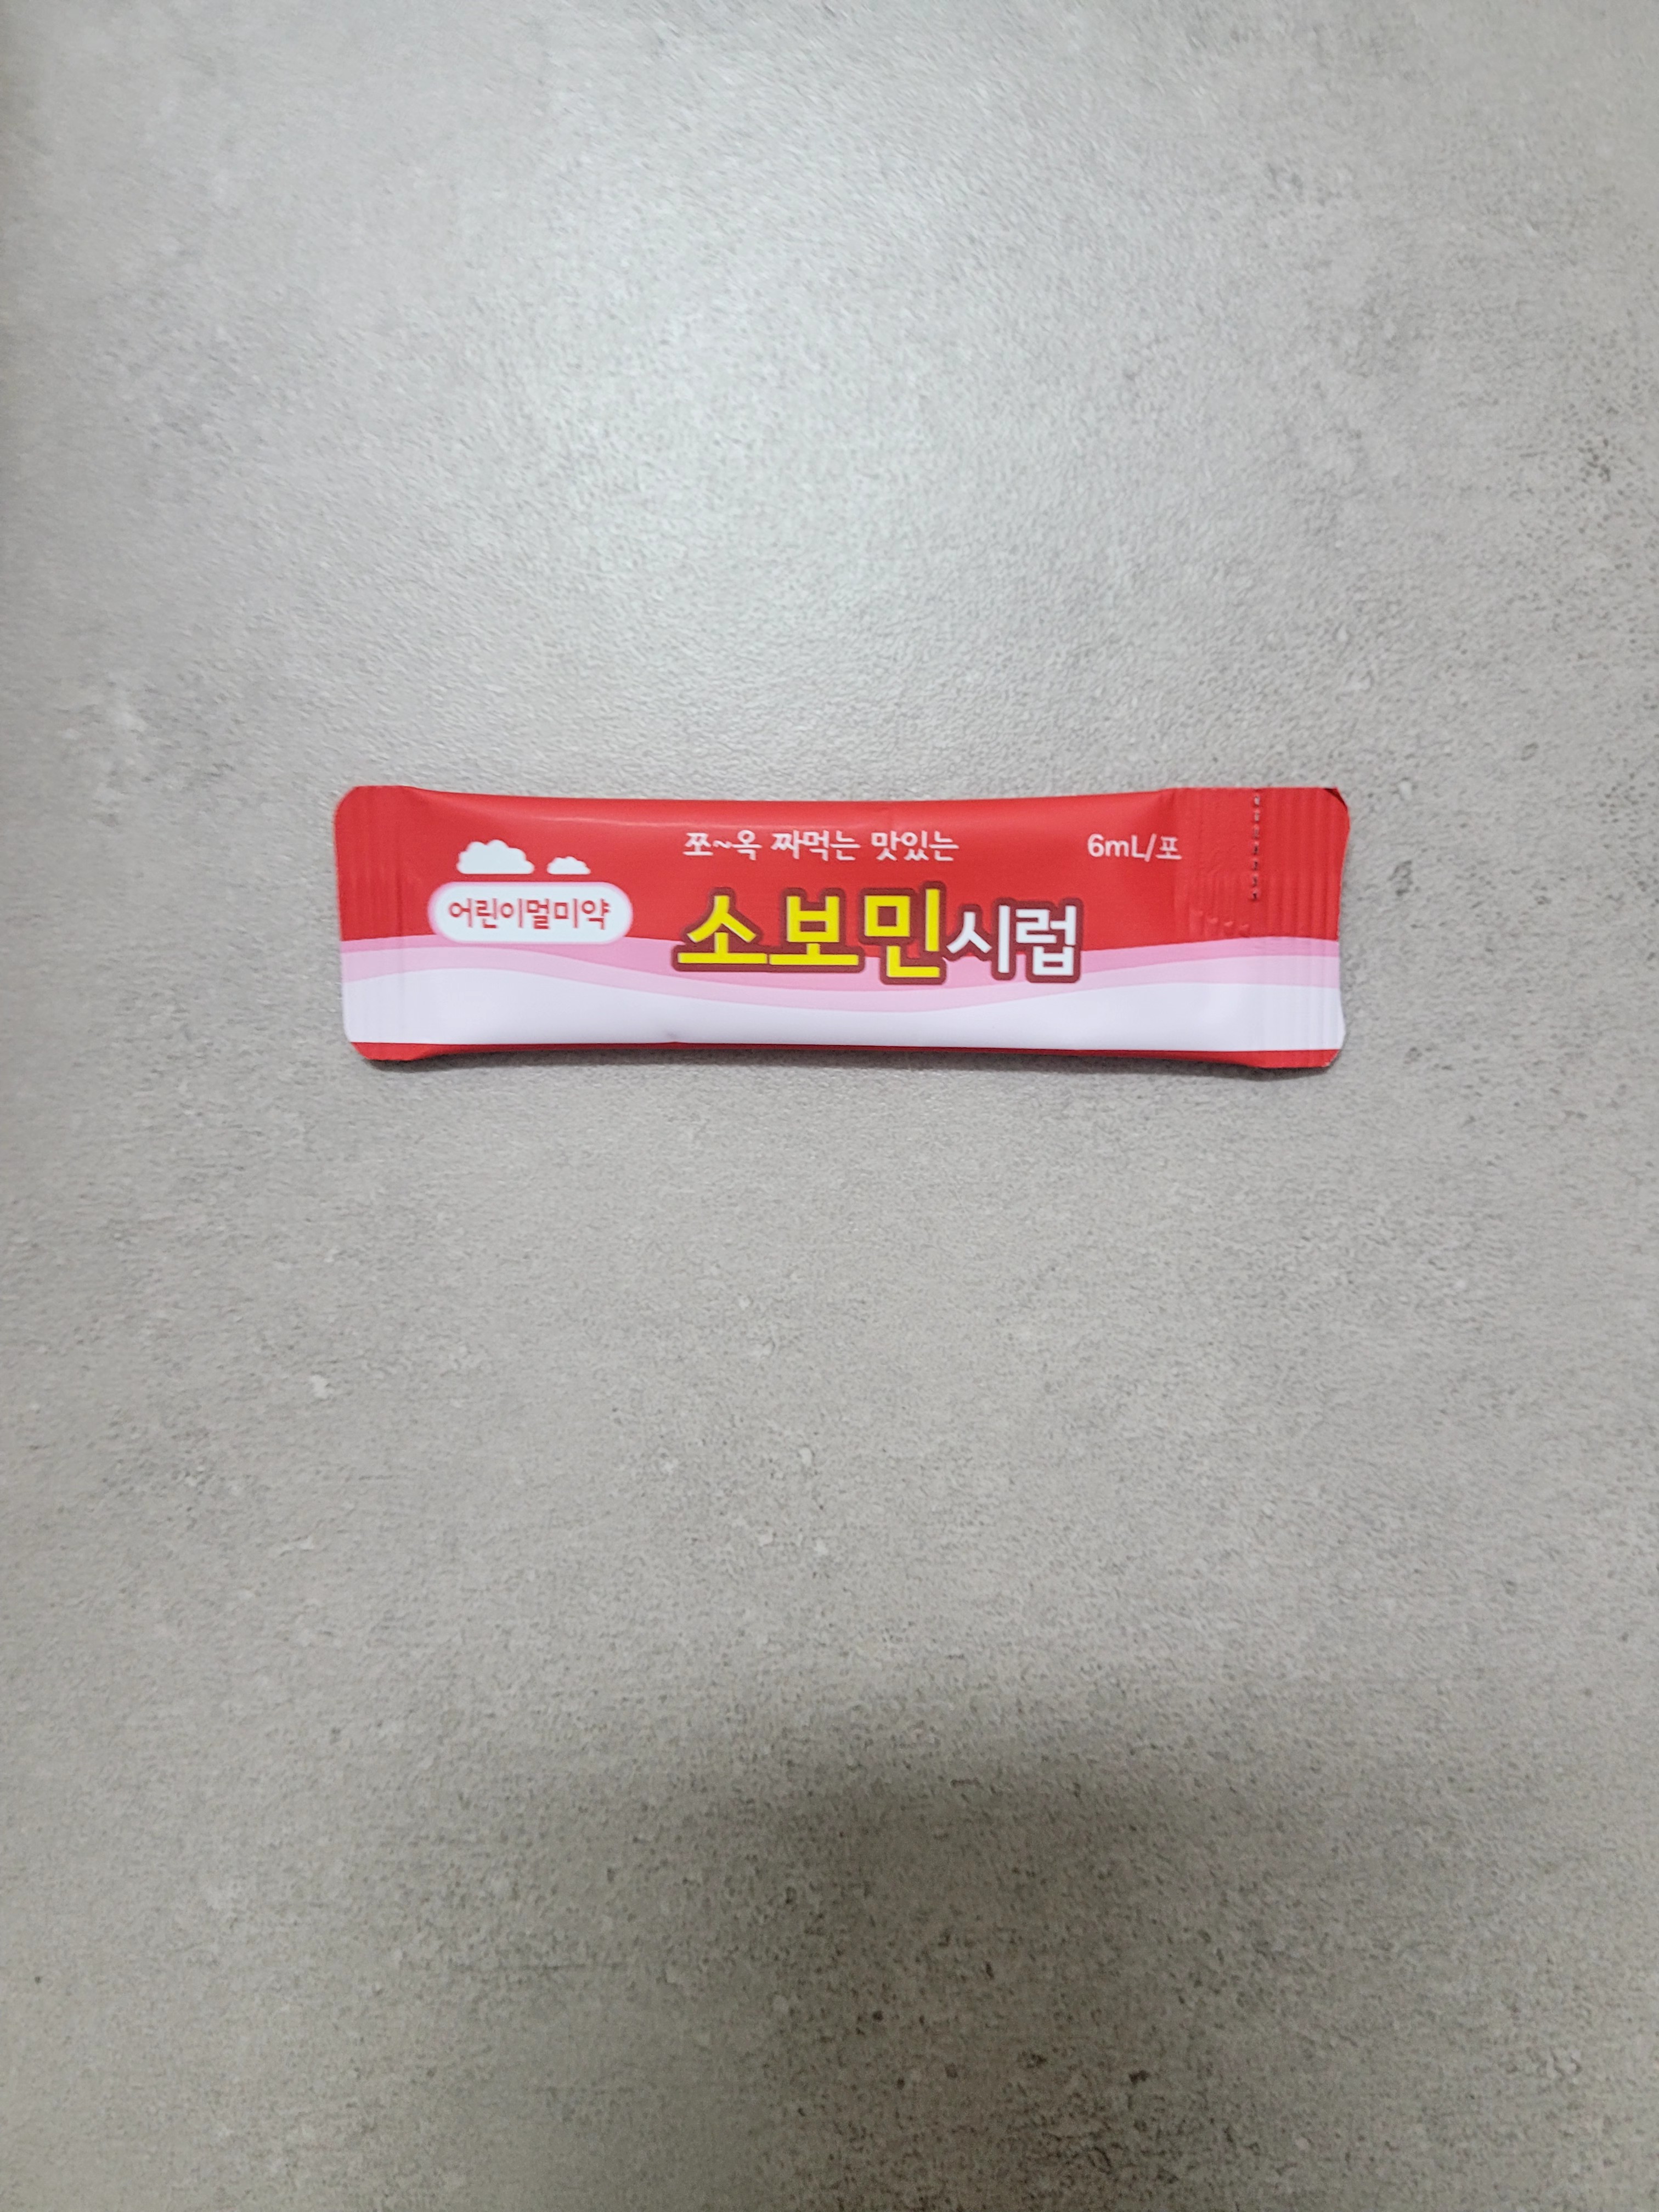 쪼~옥 짜먹는 맛있는
6mL/포
어린이멀미약
소보민시럽